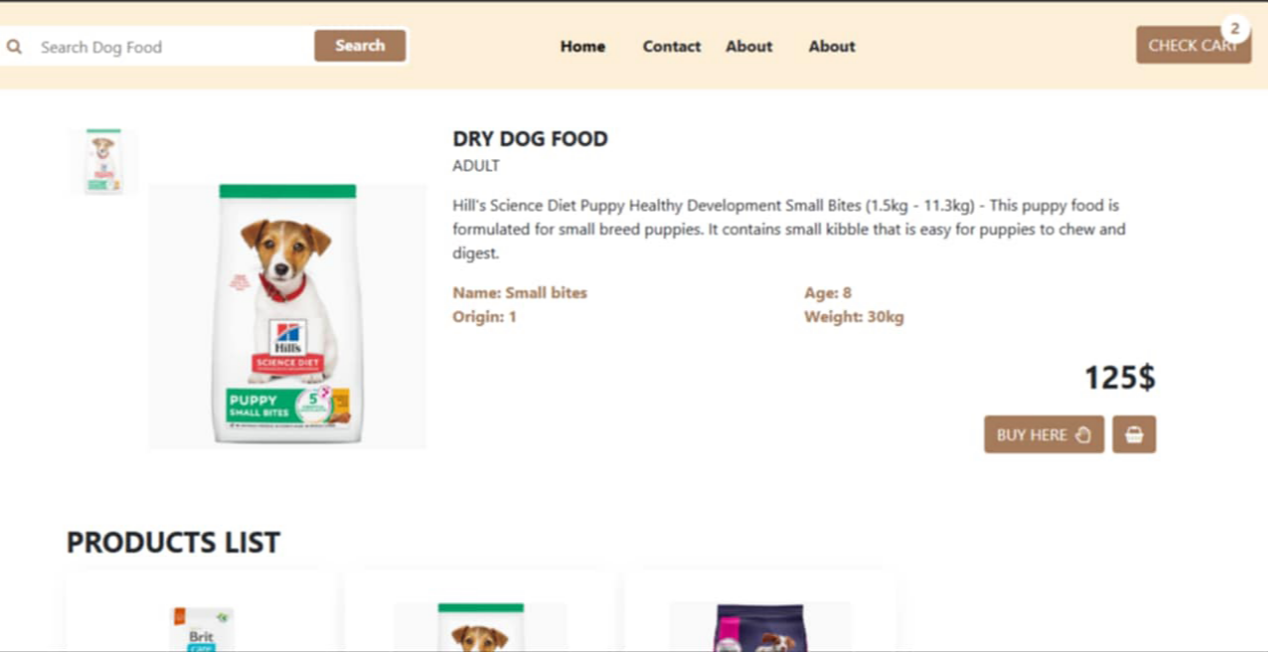 Search Dog Food
Search
Home
Contact
About
About
CHECK CART
2
DRY DOG FOOD
ADULT
Hill's Science Diet Puppy Healthy Development Small Bites (1.5kg - 11.3kg) - This puppy food is
formulated for small breed puppies. It contains small kibble that is easy for puppies to chew and
digest.
Name: Small bites
Age: 8
Origin: 1
Weight: 30kg
Hill's
SCIENCE DIET
PUPPY
SMALL BITES
5
125$
BUY HERE
PRODUCTS LIST
Brit
care